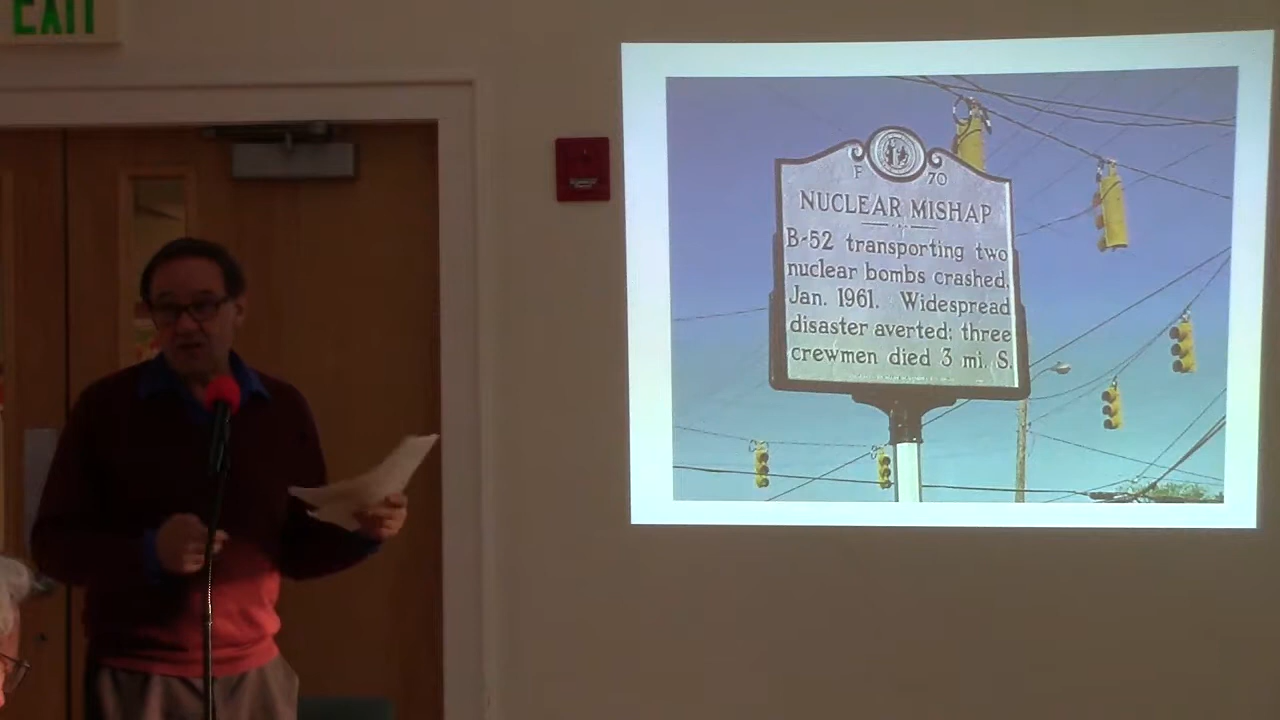 EXIT
F 70
NUCLEAR MISHAP
B-52 transporting two
nuclear bombs crashed,
Jan. 1961. Widespread
disaster averted: three
crewmen died 3 mi. S.